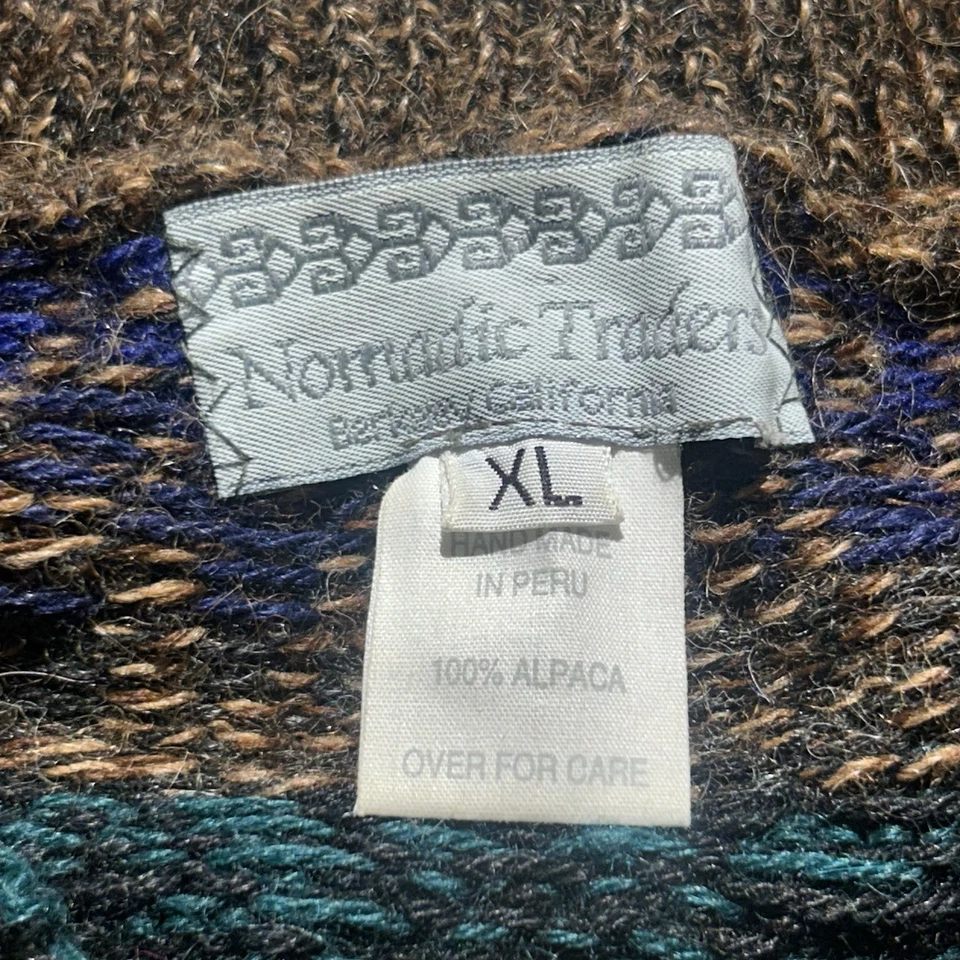 Nomadic Traders
Berkeley, California
XL
HAND MADE
IN PERU
100% ALPACA
OVER FOR CARE